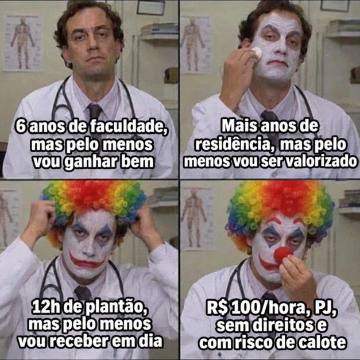 6 anos de faculdade,
mas pelo menos
vou ganhar bem
Mais anos de
residência, mas pelo
menos vou ser valorizado
12h de plantão,
mas pelo menos
vou receber em dia
R$ 100/hora, PJ,
sem direitos e
com risco de calote